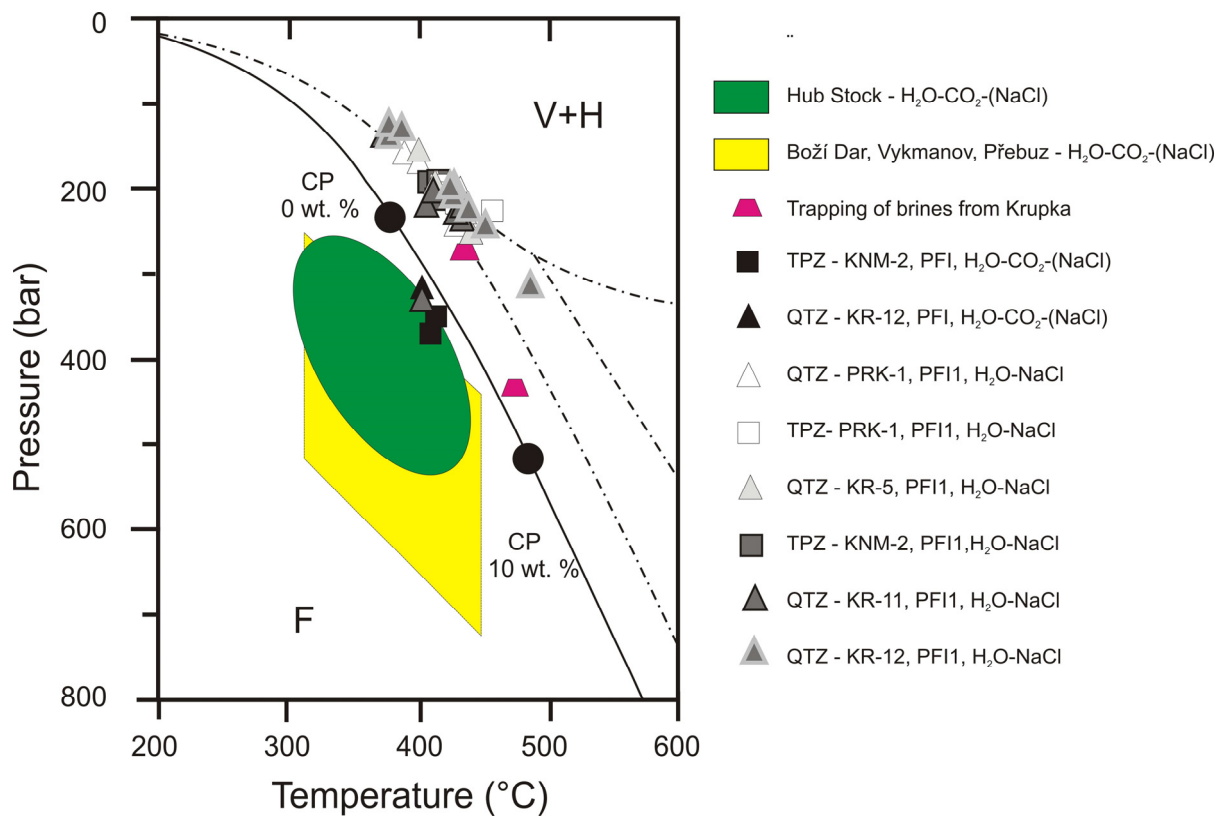 0
200
400
600
800
Pressure (bar)
200
300
400
500
600
Temperature (°C)
V+H
CP
0 wt. %
CP
10 wt. %
F
..
Hub Stock - H₂O-CO₂-(NaCl)
Boží Dar, Vykmanov, Přebuz - H₂O-CO₂-(NaCl)
Trapping of brines from Krupka
TPZ - KNM-2, PFI, H₂O-CO₂-(NaCl)
QTZ - KR-12, PFI, H₂O-CO₂-(NaCl)
QTZ - PRK-1, PFI1, H₂O-NaCl
TPZ- PRK-1, PFI1, H₂O-NaCl
QTZ - KR-5, PFI1, H₂O-NaCl
TPZ - KNM-2, PFI1,H₂O-NaCl
QTZ - KR-11, PFI1, H₂O-NaCl
QTZ - KR-12, PFI1, H₂O-NaCl